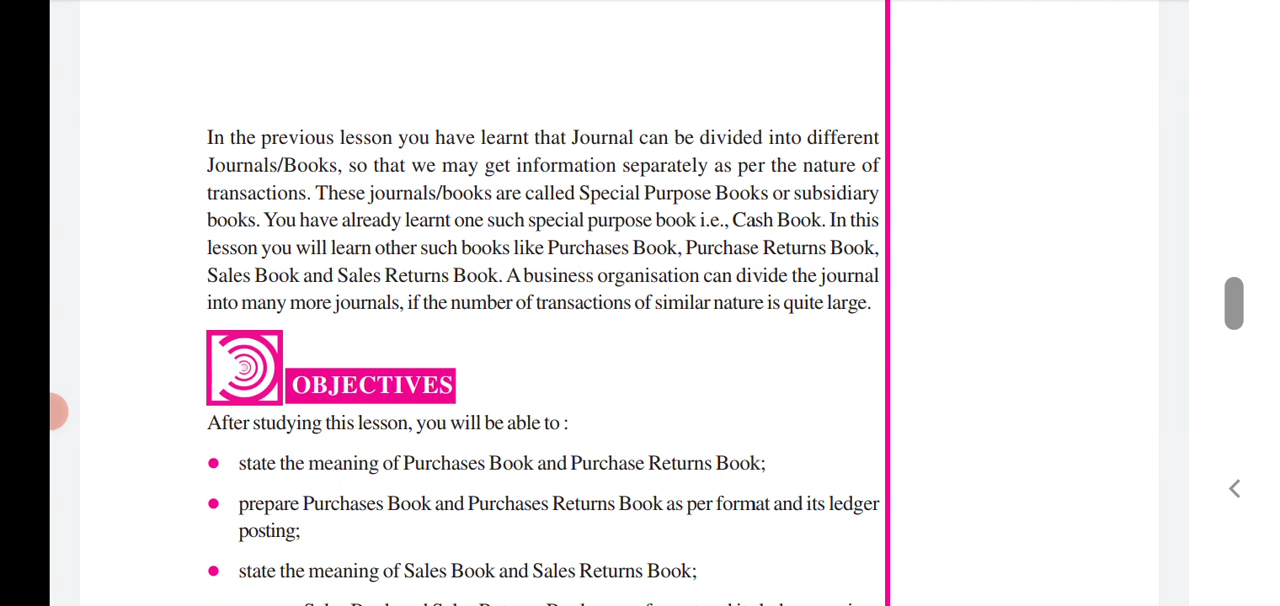 In the previous lesson you have learnt that Journal can be divided into different
Journals/Books, so that we may get information separately as per the nature of
transactions. These journals/books are called Special Purpose Books or subsidiary
books. You have already learnt one such special purpose book i.e., Cash Book. In this
lesson you will learn other such books like Purchases Book, Purchase Returns Book,
Sales Book and Sales Returns Book. A business organisation can divide the journal
into many more journals, if the number of transactions of similar nature is quite large.
OBJECTIVES
After studying this lesson, you will be able to :
● state the meaning of Purchases Book and Purchase Returns Book;
● prepare Purchases Book and Purchases Returns Book as per format and its ledger
posting;
● state the meaning of Sales Book and Sales Returns Book;